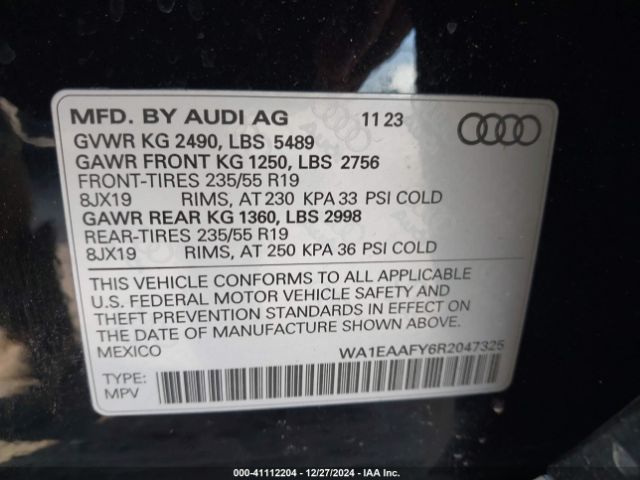 MFD. BY AUDI AG 11 23
GVWR KG 2490, LBS 5489
GAWR FRONT KG 1250, LBS 2756
FRONT-TIRES 235/55 R19
8JX19 RIMS, AT 230 KPA 33 PSI COLD
GAWR REAR KG 1360, LBS 2998
REAR-TIRES 235/55 R19
8JX19 RIMS, AT 250 KPA 36 PSI COLD
THIS VEHICLE CONFORMS TO ALL APPLICABLE
U.S. FEDERAL MOTOR VEHICLE SAFETY AND
THEFT PREVENTION STANDARDS IN EFFECT ON
THE DATE OF MANUFACTURE SHOWN ABOVE.
MEXICO WA1EAAFY6R2047325
TYPE:
MPV
000-41112204 - 12/27/2024 - IAA Inc.